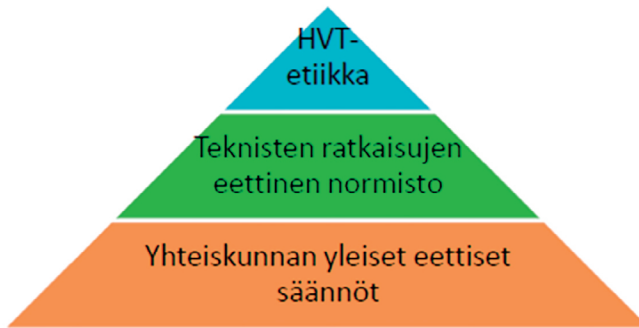 HVT-
etiikka
Teknisten ratkaisujen
eettinen normisto
Yhteiskunnan yleiset eettiset
säännöt